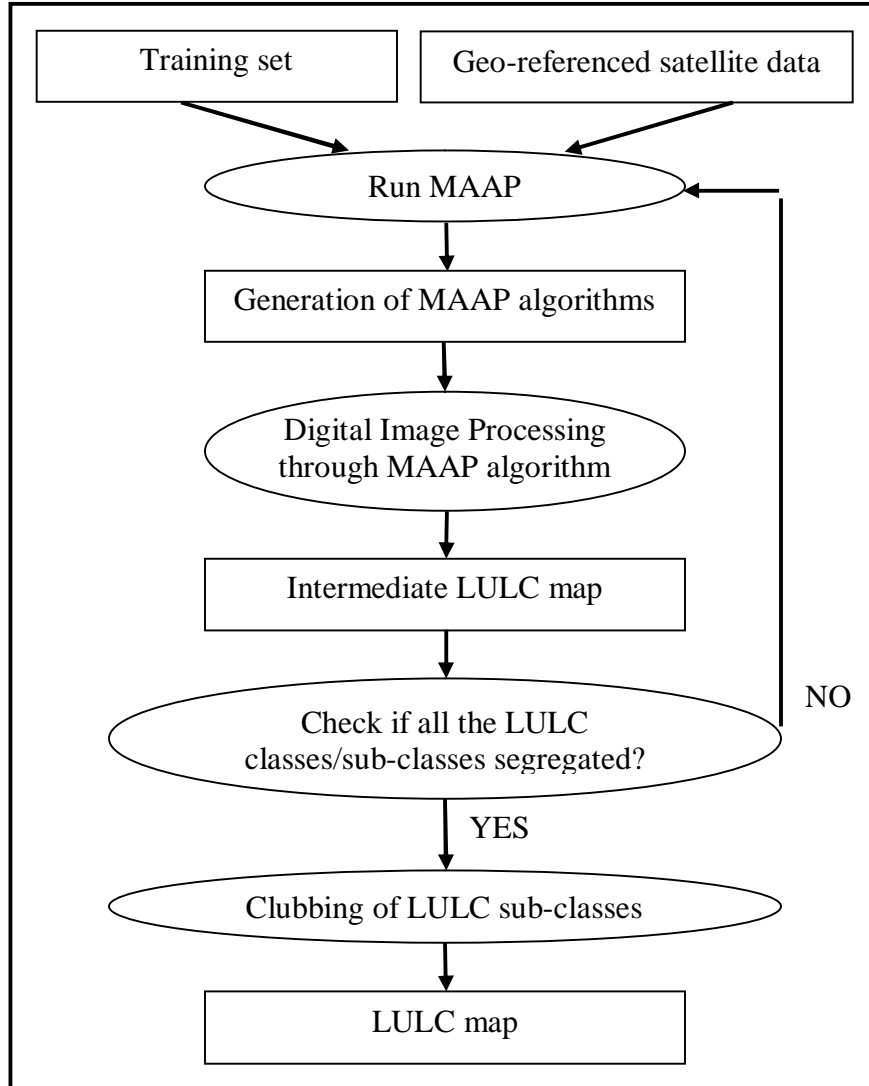 Training set
Geo-referenced satellite data
Run MAAP
Generation of MAAP algorithms
Digital Image Processing
through MAAP algorithm
Intermediate LULC map
NO
Check if all the LULC
classes/sub-classes segregated?
YES
Clubbing of LULC sub-classes
LULC map